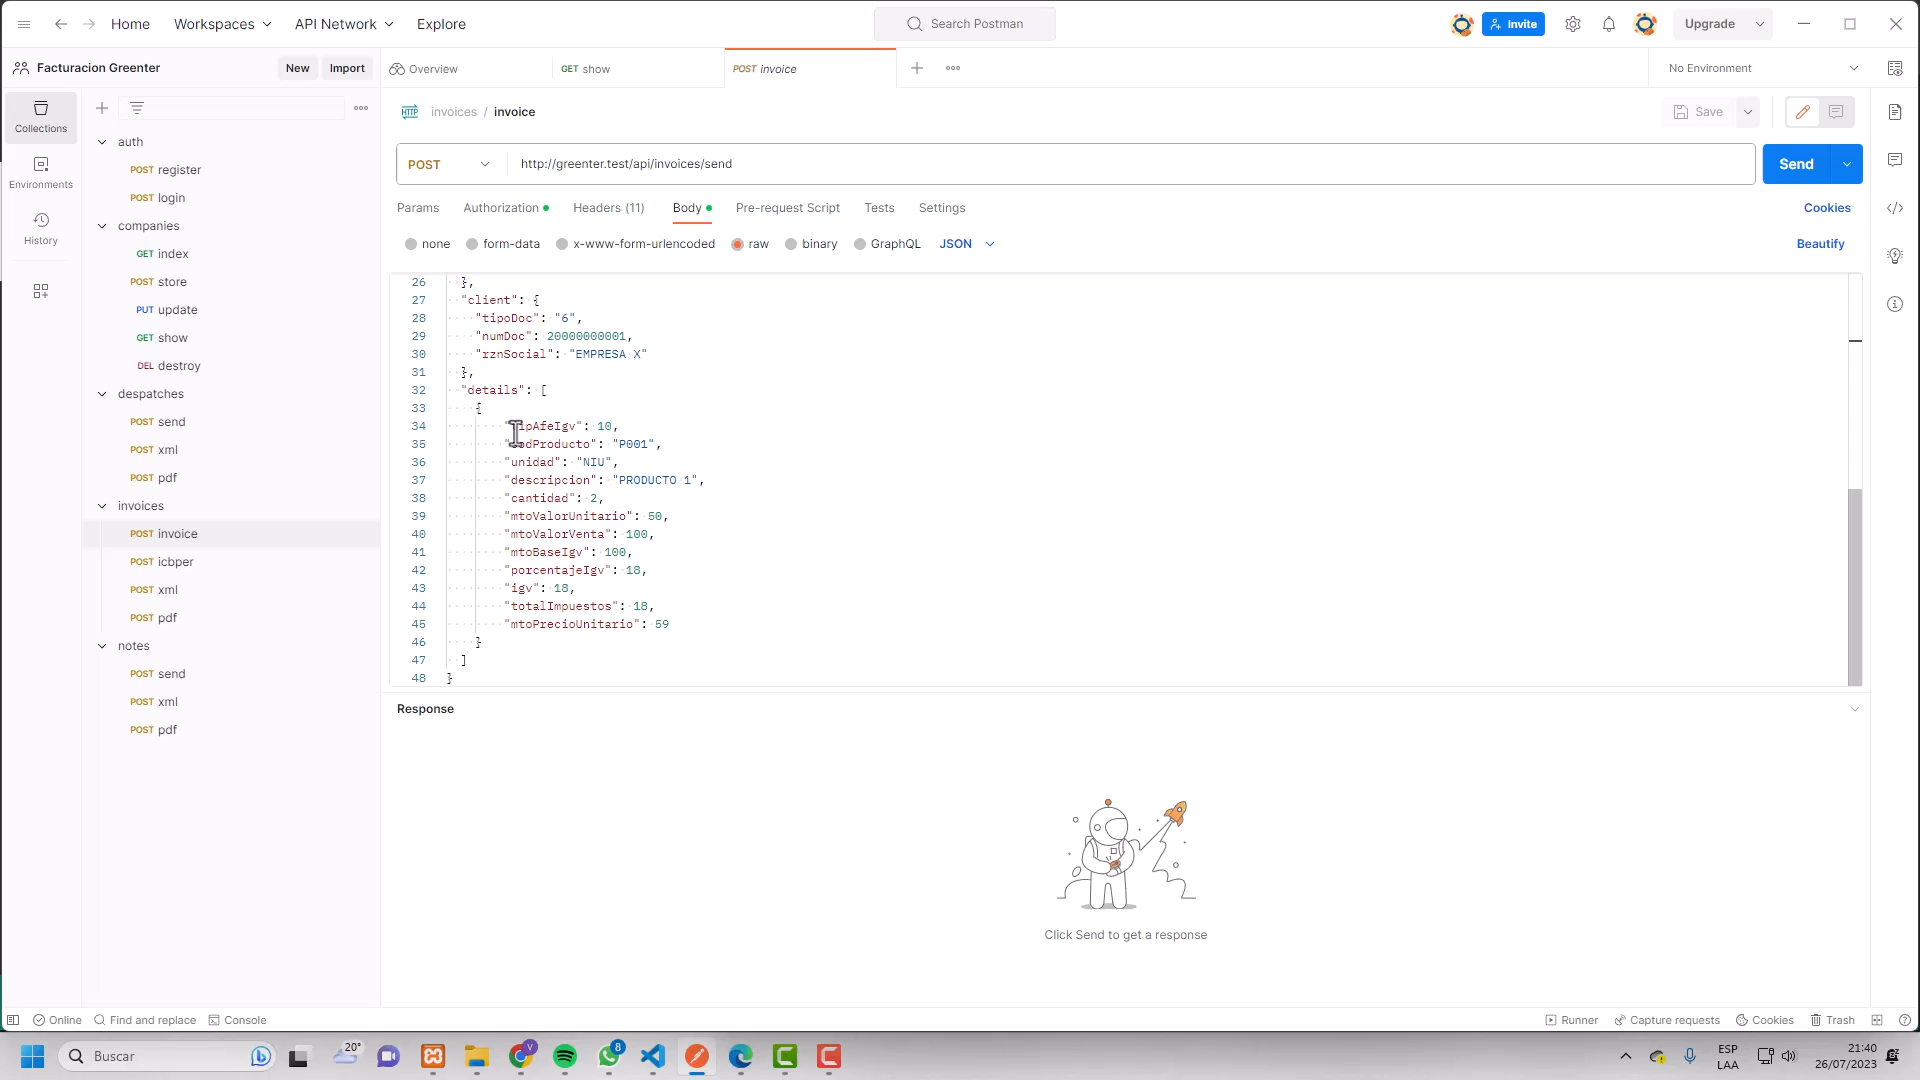 Home
Workspaces
API Network
Explore
Search Postman
Invite
Upgrade
Facturacion Greenter
New
Import
Overview
GET show
POST invoice
No Environment
Collections
Environments
History
auth
POST register
POST login
companies
GET index
POST store
PUT update
GET show
DEL destroy
despatches
POST send
POST xml
POST pdf
invoices
POST invoice
POST icbper
POST xml
POST pdf
notes
POST send
POST xml
POST pdf
HTTP invoices / invoice
Save
POST
http://greenter.test/api/invoices/send
Send
Params
Authorization
Headers (11)
Body
Pre-request Script
Tests
Settings
Cookies
none
form-data
x-www-form-urlencoded
raw
binary
GraphQL
JSON
Beautify
26 },
27 "client": {
28 "tipoDoc": "6",
29 "numDoc": 20000000001,
30 "rznSocial": "EMPRESA X"
31 },
32 "details": [
33 {
34 "tipAfeIgv": 10,
35 "codProducto": "P001",
36 "unidad": "NIU",
37 "descripcion": "PRODUCTO 1",
38 "cantidad": 2,
39 "mtoValorUnitario": 50,
40 "mtoValorVenta": 100,
41 "mtoBaseIgv": 100,
42 "porcentajeIgv": 18,
43 "igv": 18,
44 "totalImpuestos": 18,
45 "mtoPrecioUnitario": 59
46 }
47 ]
48 }
Response
Click Send to get a response
Online
Find and replace
Console
Runner
Capture requests
Cookies
Trash
Buscar
20°
V
8
ESP
LAA
21:40
26/07/2023